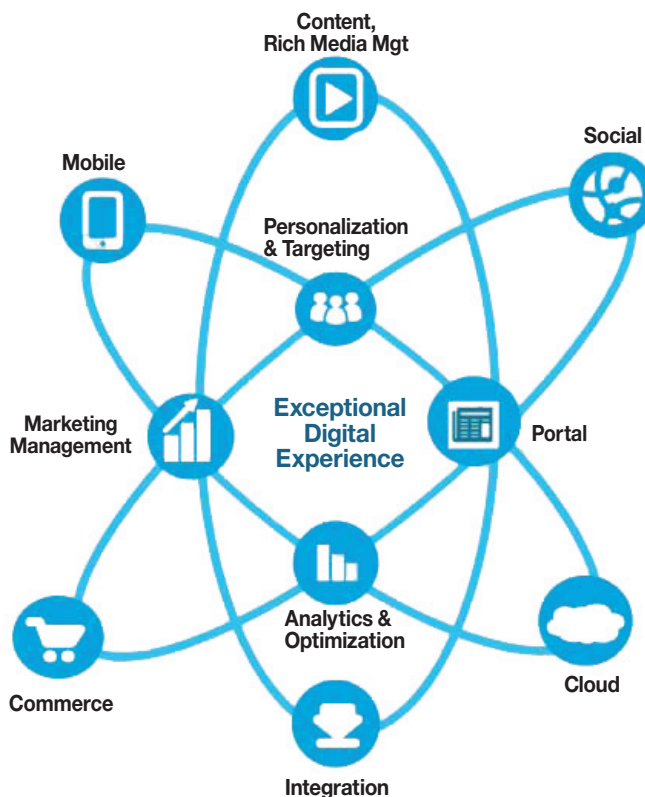 Content,
Rich Media Mgt
Social
Mobile
Personalization
& Targeting
Marketing
Management
Exceptional
Digital
Experience
Portal
Analytics &
Optimization
Commerce
Cloud
Integration